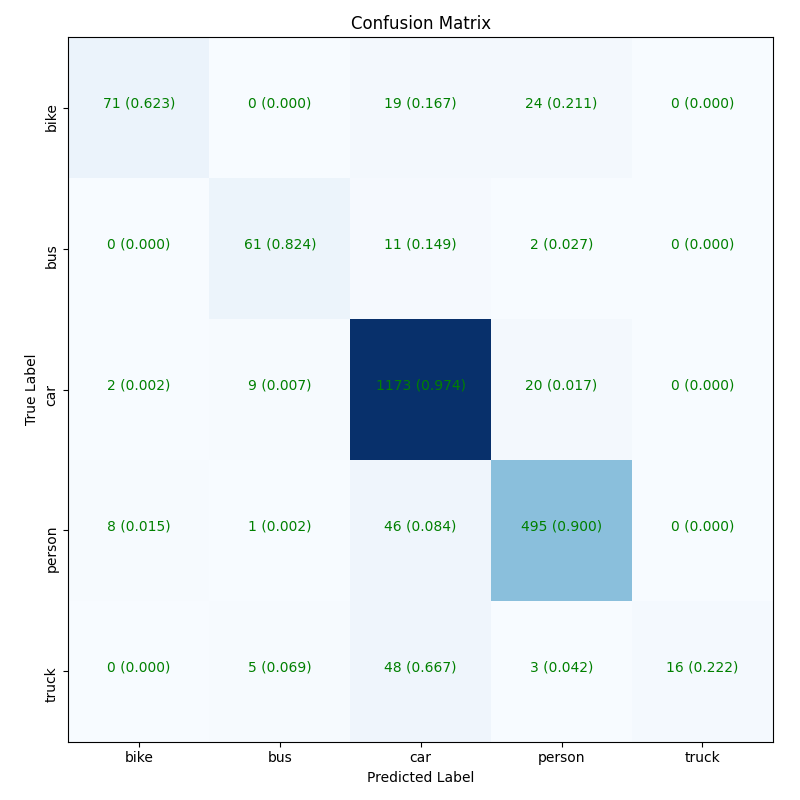 Confusion Matrix
bike 71 (0.623) 0 (0.000) 19 (0.167) 24 (0.211) 0 (0.000)
bus 0 (0.000) 61 (0.824) 11 (0.149) 2 (0.027) 0 (0.000)
True Label
car 2 (0.002) 9 (0.007) 1173 (0.974) 20 (0.017) 0 (0.000)
person 8 (0.015) 1 (0.002) 46 (0.084) 495 (0.900) 0 (0.000)
truck 0 (0.000) 5 (0.069) 48 (0.667) 3 (0.042) 16 (0.222)
bike bus car person truck
Predicted Label